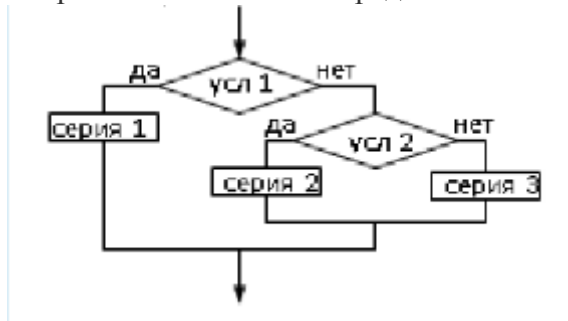 да усл 1 нет
серия 1
да усл 2 нет
серия 2 серия 3